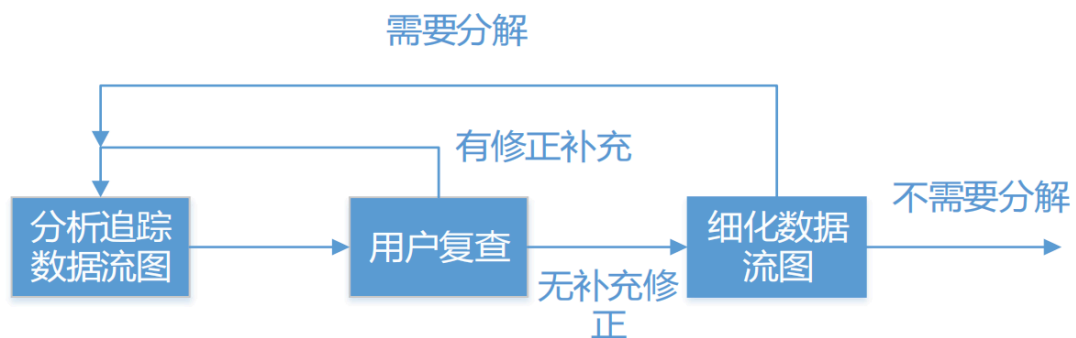 需要分解
有修正补充
不需要分解
分析追踪
数据流图
用户复查
细化数据
流图
无补充修
正